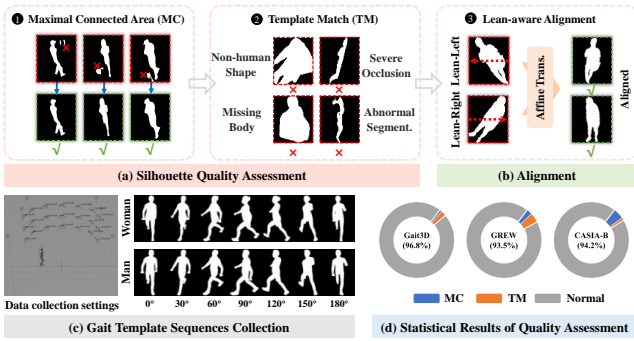 1 Maximal Connected Area (MC)
2 Template Match (TM)
3 Lean-aware Alignment
Non-human Shape
Severe Occlusion
Missing Body
Abnormal Segment.
Lean-Left
Lean-Right
Affine Trans.
Aligned
(a) Silhouette Quality Assessment
(b) Alignment
Woman
Man
Data collection settings
0° 30° 60° 90° 120° 150° 180°
Gait3D
(96.8%)
GREW
(93.5%)
CASIA-B
(94.2%)
MC TM Normal
(c) Gait Template Sequences Collection
(d) Statistical Results of Quality Assessment